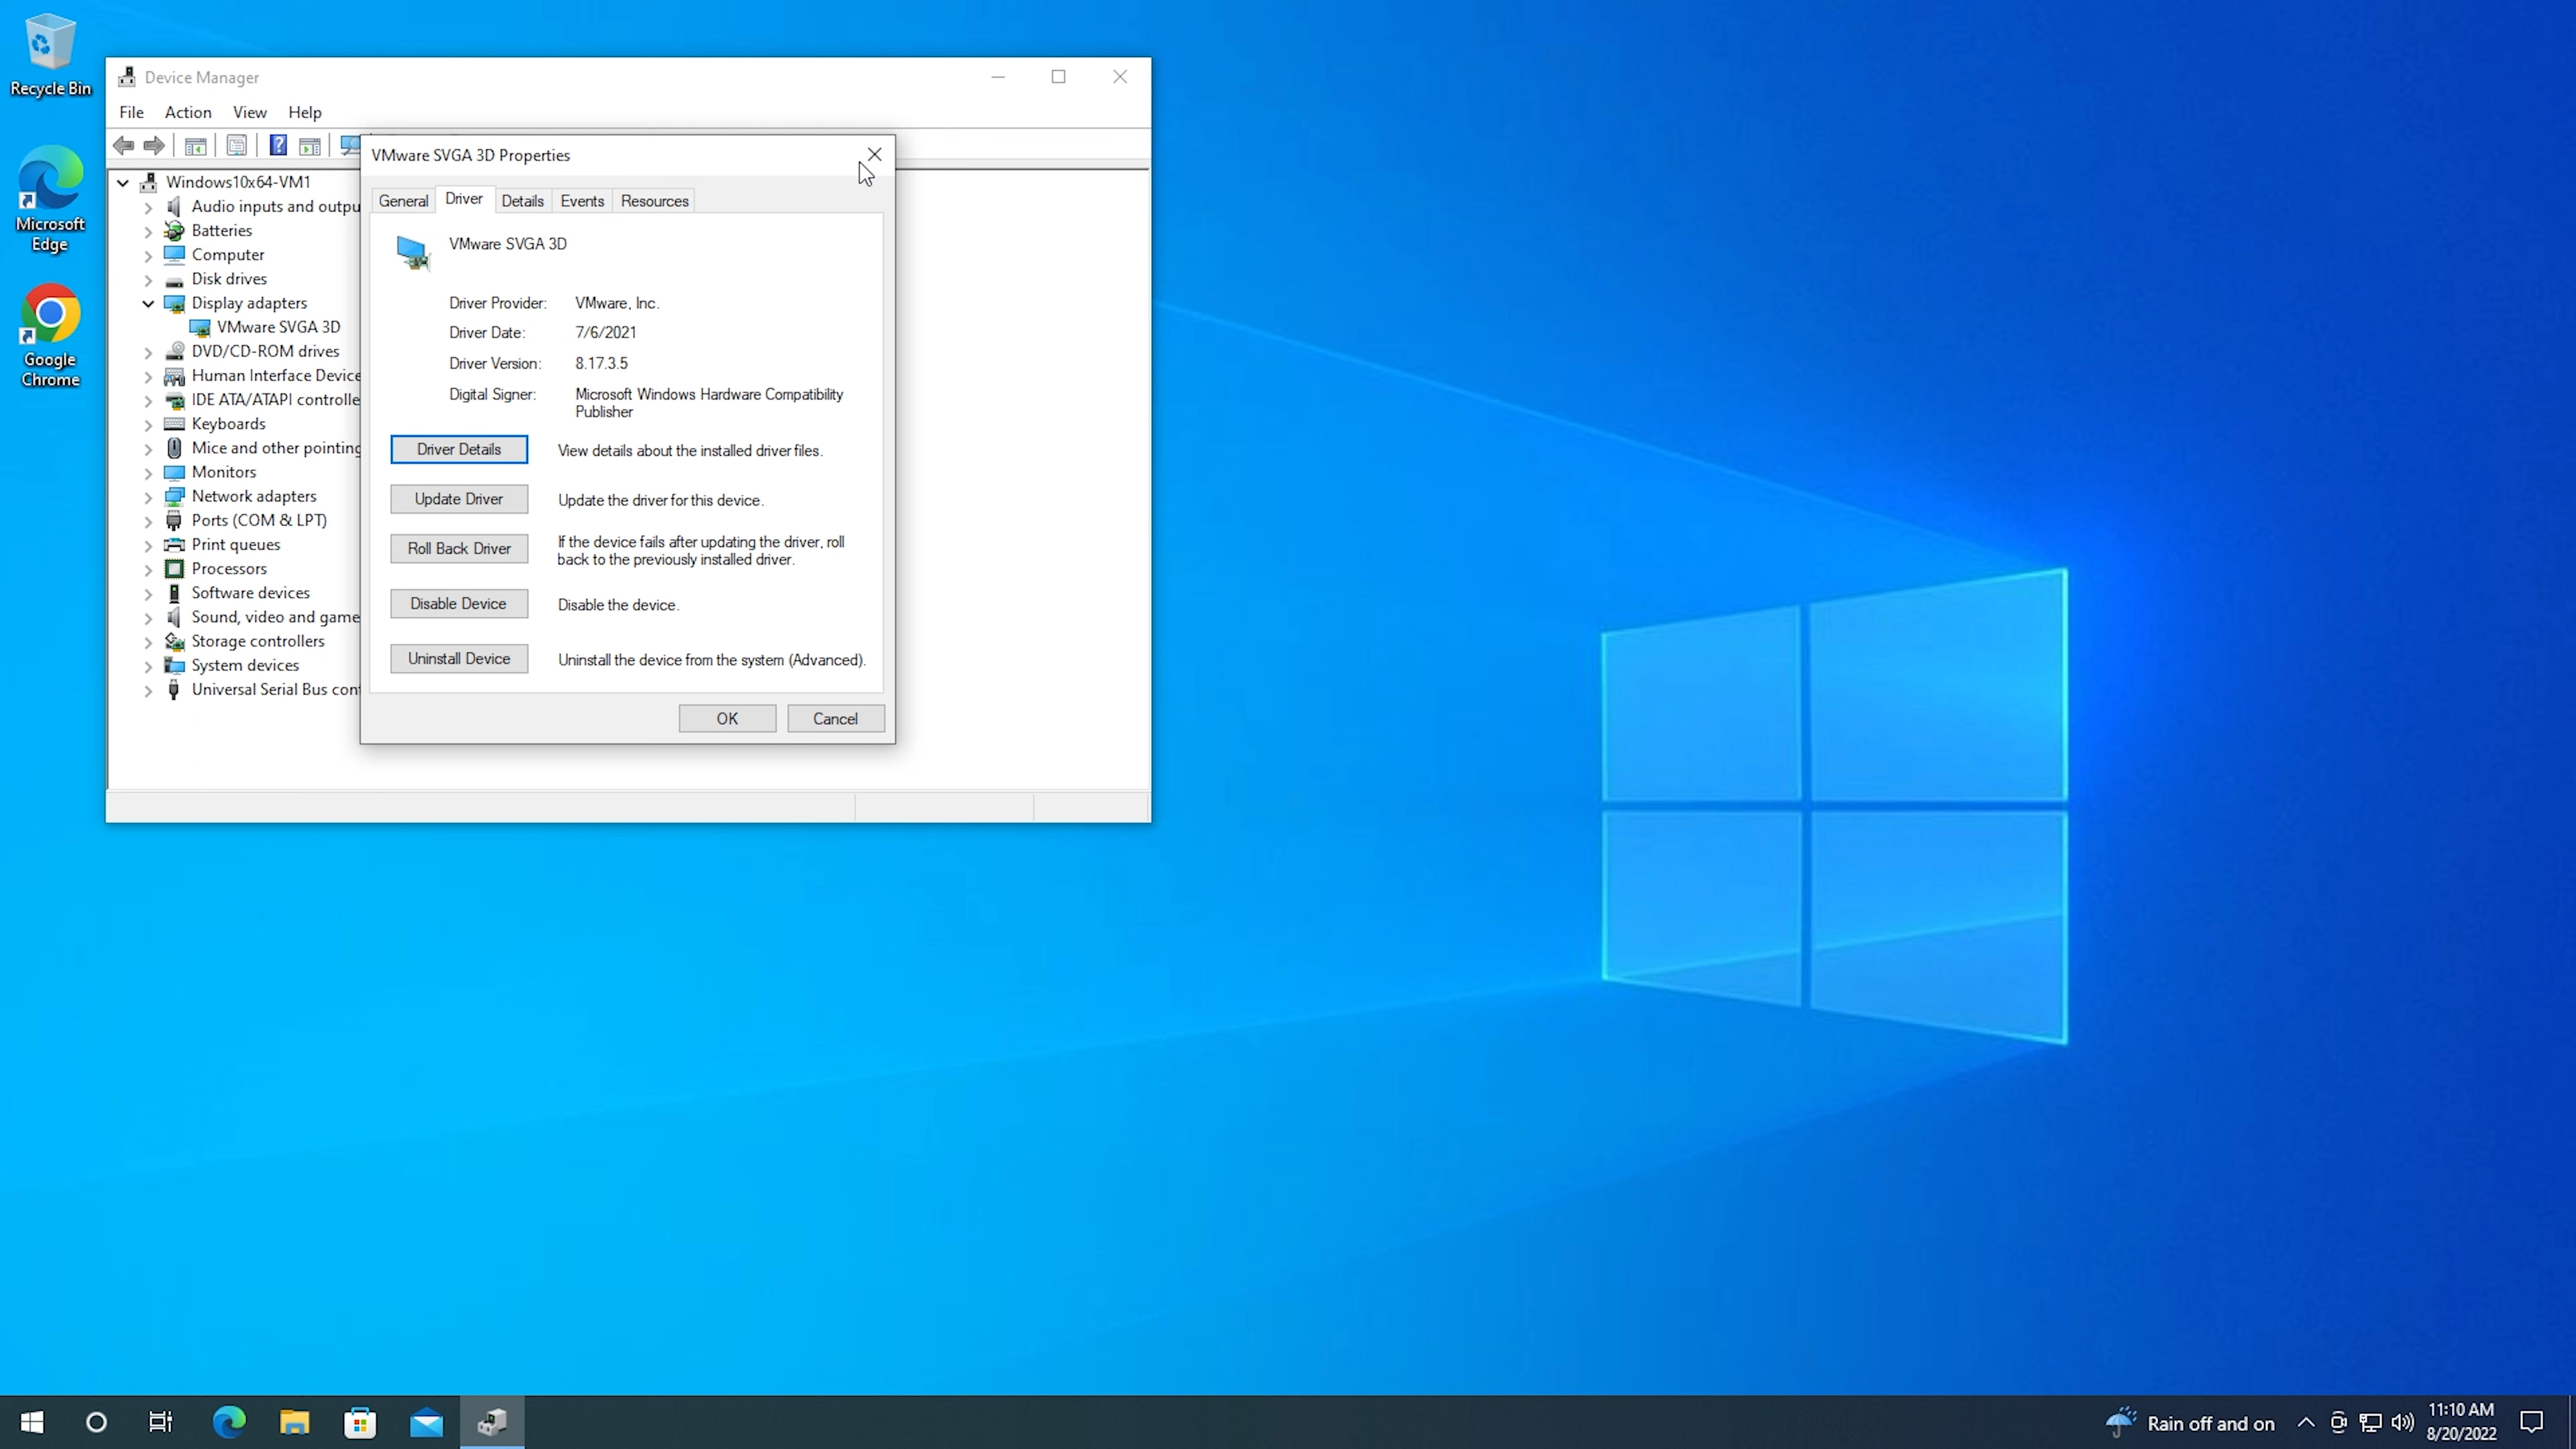 Recycle Bin
Microsoft
Edge
Google
Chrome
Device Manager
File Action View Help
Windows10x64-VM1
Audio inputs and outpu
Batteries
Computer
Disk drives
Display adapters
VMware SVGA 3D
DVD/CD-ROM drives
Human Interface Device
IDE ATA/ATAPI controlle
Keyboards
Mice and other pointing
Monitors
Network adapters
Ports (COM & LPT)
Print queues
Processors
Software devices
Sound, video and game
Storage controllers
System devices
Universal Serial Bus con
VMware SVGA 3D Properties
General Driver Details Events Resources
VMware SVGA 3D
Driver Provider: VMware, Inc.
Driver Date: 7/6/2021
Driver Version: 8.17.3.5
Digital Signer: Microsoft Windows Hardware Compatibility
Publisher
Driver Details View details about the installed driver files.
Update Driver Update the driver for this device.
Roll Back Driver If the device fails after updating the driver, roll
back to the previously installed driver.
Disable Device Disable the device.
Uninstall Device Uninstall the device from the system (Advanced).
OK Cancel
Rain off and on
11:10 AM
8/20/2022